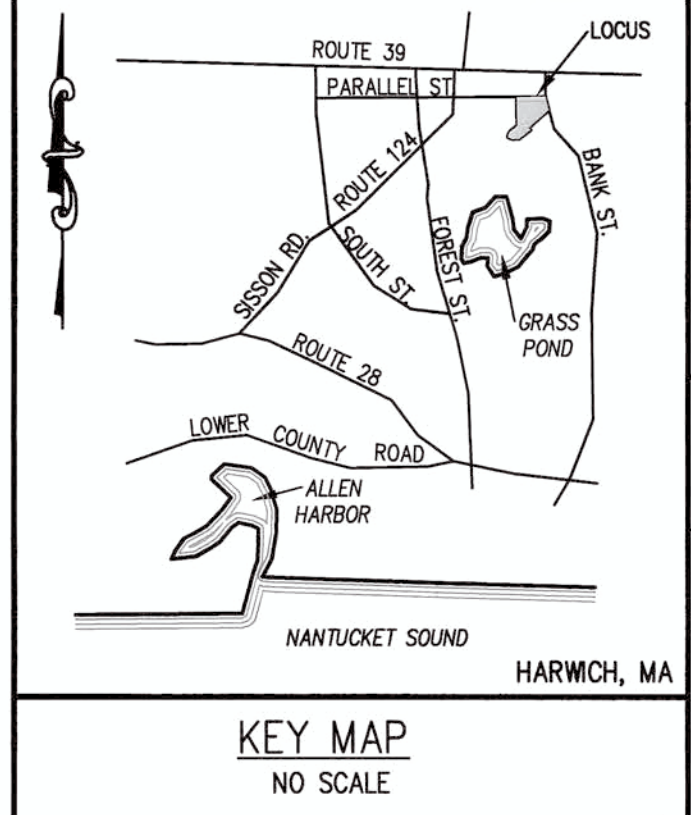 LOCUS
ROUTE 39
PARALLEL ST
ROUTE 124
BANK ST.
SISSON RD.
SOUTH ST.
FOREST ST.
GRASS
POND
ROUTE 28
LOWER COUNTY ROAD
ALLEN
HARBOR
NANTUCKET SOUND
HARWICH, MA
KEY MAP
NO SCALE